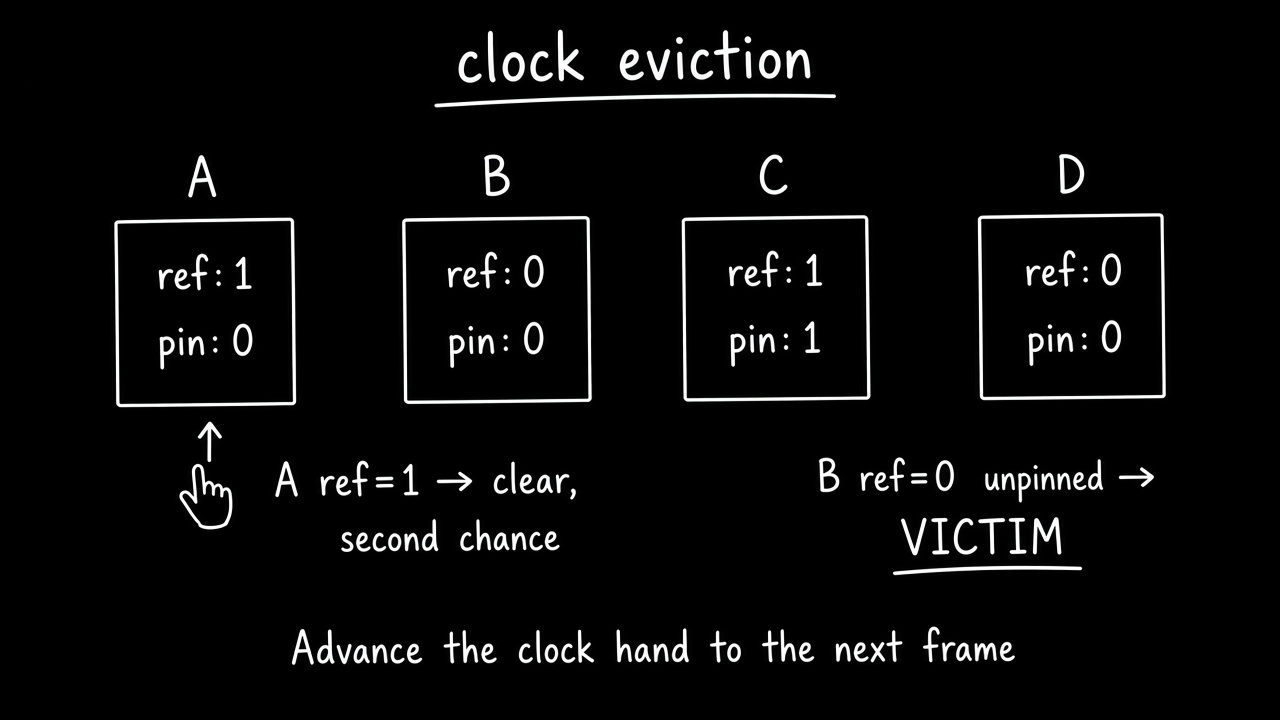 clock eviction
A
B
C
D
ref: 1
pin: 0
ref: 0
pin: 0
ref: 1
pin: 1
ref: 0
pin: 0
A ref=1 → clear,
second chance
B ref=0 unpinned →
VICTIM
Advance the clock hand to the next frame